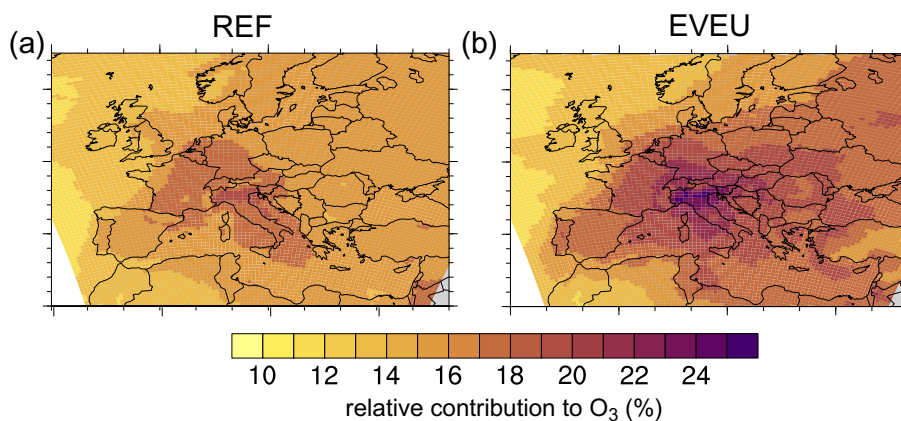 REF
EVEU
(a)
(b)
10 12 14 16 18 20 22 24
relative contribution to O₃ (%)